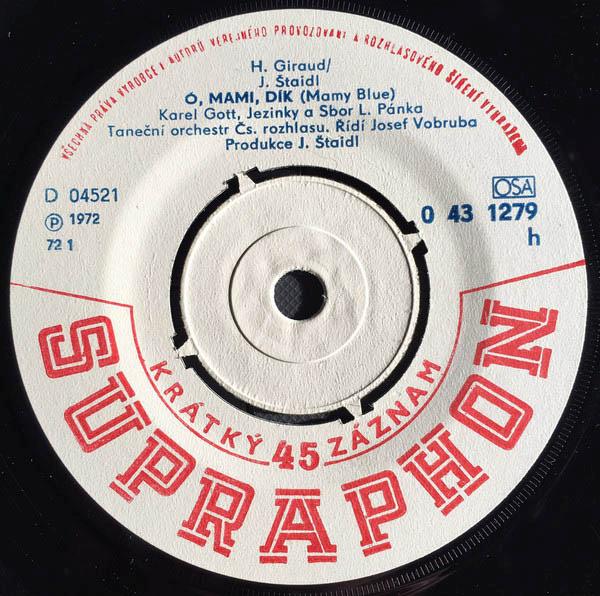 VŠECHNA PRÁVA VÝROBCE I AUTORŮ VEŘEJNÉHO PROVOZOVÁNÍ A ROZHLASOVÉHO ŠÍŘENÍ VYHRAŽENA
H. Giraud/
J. Štaidl
Ó, MAMI, DÍK (Mamy Blue)
Karel Gott, Jezinky a Sbor L. Pánka
Taneční orchestr Čs. rozhlasu. Řídí Josef Vobruba
Produkce J. Štaidl
D 04521
Ⓟ 1972
72 1
OSA
0 43 1279
h
KRÁTKÝ 45 ZÁZNAM
SUPRAPHON